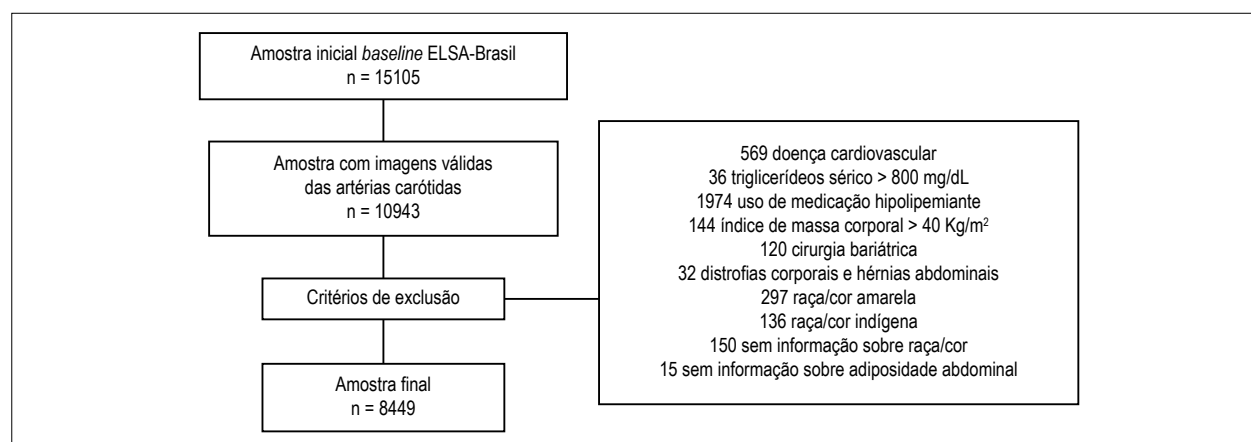 Amostra inicial baseline ELSA-Brasil
n = 15105
Amostra com imagens válidas
das artérias carótidas
n = 10943
Critérios de exclusão
569 doença cardiovascular
36 triglicerídeos sérico > 800 mg/dL
1974 uso de medicação hipolipemiante
144 índice de massa corporal > 40 Kg/m²
120 cirurgia bariátrica
32 distrofias corporais e hérnias abdominais
297 raça/cor amarela
136 raça/cor indígena
150 sem informação sobre raça/cor
15 sem informação sobre adiposidade abdominal
Amostra final
n = 8449